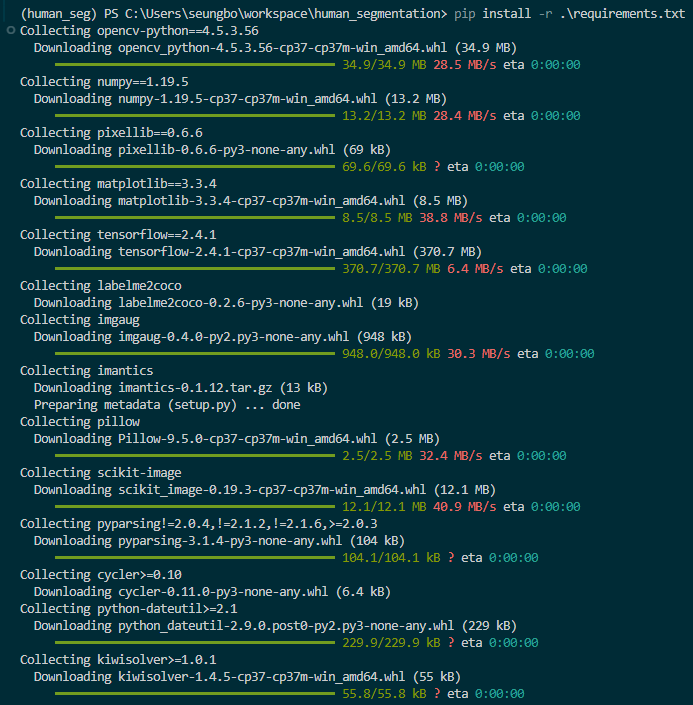 (human_seg) PS C:\Users\seungbo\workspace\human_segmentation> pip install -r .\requirements.txt
Collecting opencv-python==4.5.3.56
Downloading opencv_python-4.5.3.56-cp37-cp37m-win_amd64.whl (34.9 MB)
34.9/34.9 MB 28.5 MB/s eta 0:00:00
Collecting numpy==1.19.5
Downloading numpy-1.19.5-cp37-cp37m-win_amd64.whl (13.2 MB)
13.2/13.2 MB 28.4 MB/s eta 0:00:00
Collecting pixellib==0.6.6
Downloading pixellib-0.6.6-py3-none-any.whl (69 kB)
69.6/69.6 kB ? eta 0:00:00
Collecting matplotlib==3.3.4
Downloading matplotlib-3.3.4-cp37-cp37m-win_amd64.whl (8.5 MB)
8.5/8.5 MB 38.8 MB/s eta 0:00:00
Collecting tensorflow==2.4.1
Downloading tensorflow-2.4.1-cp37-cp37m-win_amd64.whl (370.7 MB)
370.7/370.7 MB 6.4 MB/s eta 0:00:00
Collecting labelme2coco
Downloading labelme2coco-0.2.6-py3-none-any.whl (19 kB)
Collecting imgaug
Downloading imgaug-0.4.0-py2.py3-none-any.whl (948 kB)
948.0/948.0 kB 30.3 MB/s eta 0:00:00
Collecting imantics
Downloading imantics-0.1.12.tar.gz (13 kB)
Preparing metadata (setup.py) ... done
Collecting pillow
Downloading Pillow-9.5.0-cp37-cp37m-win_amd64.whl (2.5 MB)
2.5/2.5 MB 32.4 MB/s eta 0:00:00
Collecting scikit-image
Downloading scikit_image-0.19.3-cp37-cp37m-win_amd64.whl (12.1 MB)
12.1/12.1 MB 40.9 MB/s eta 0:00:00
Collecting pyparsing!=2.0.4,!=2.1.2,!=2.1.6,>=2.0.3
Downloading pyparsing-3.1.4-py3-none-any.whl (104 kB)
104.1/104.1 kB ? eta 0:00:00
Collecting cycler>=0.10
Downloading cycler-0.11.0-py3-none-any.whl (6.4 kB)
Collecting python-dateutil>=2.1
Downloading python_dateutil-2.9.0.post0-py2.py3-none-any.whl (229 kB)
229.9/229.9 kB ? eta 0:00:00
Collecting kiwisolver>=1.0.1
Downloading kiwisolver-1.4.5-cp37-cp37m-win_amd64.whl (55 kB)
55.8/55.8 kB ? eta 0:00:00